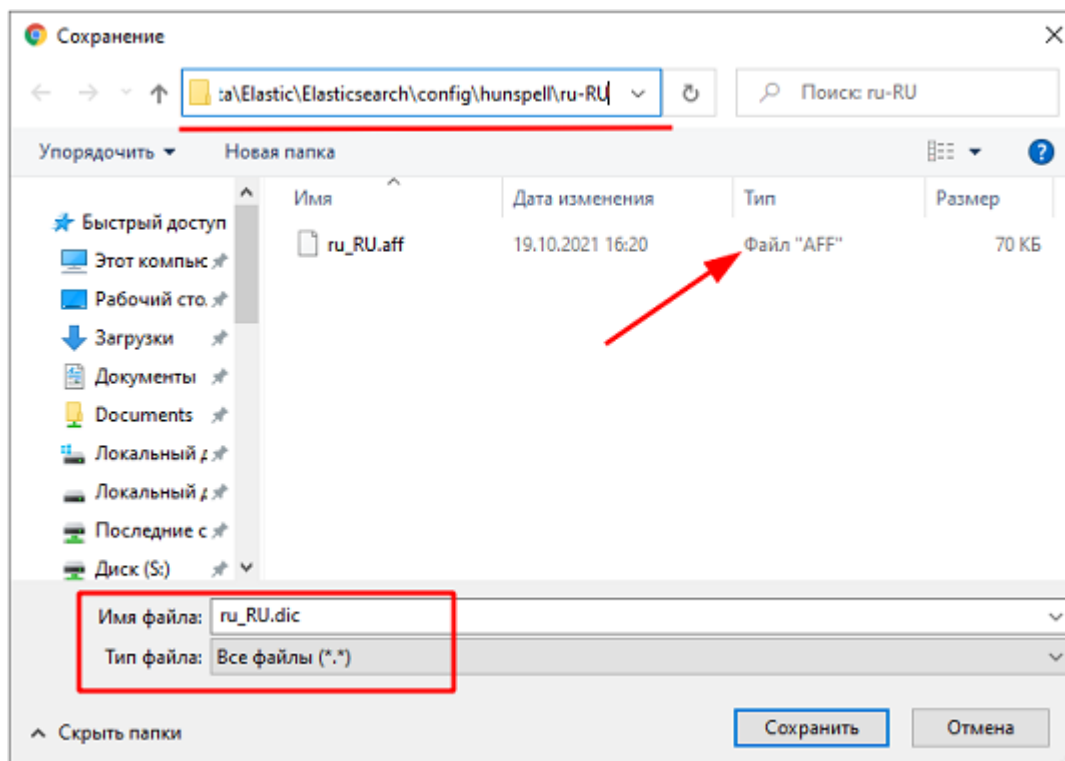 Сохранение
:a\Elastic\Elasticsearch\config\hunspell\ru-RU
Поиск: ru-RU
Упорядочить
Новая папка
Имя
Дата изменения
Тип
Размер
Быстрый доступ
ru_RU.aff
19.10.2021 16:20
Файл "AFF"
70 КБ
Этот компьк
Рабочий сто.
Загрузки
Документы
Documents
Локальный
Локальный
Последние с
Диск (S:)
Имя файла: ru_RU.dic
Тип файла: Все файлы (*.*)
Скрыть папки
Сохранить
Отмена